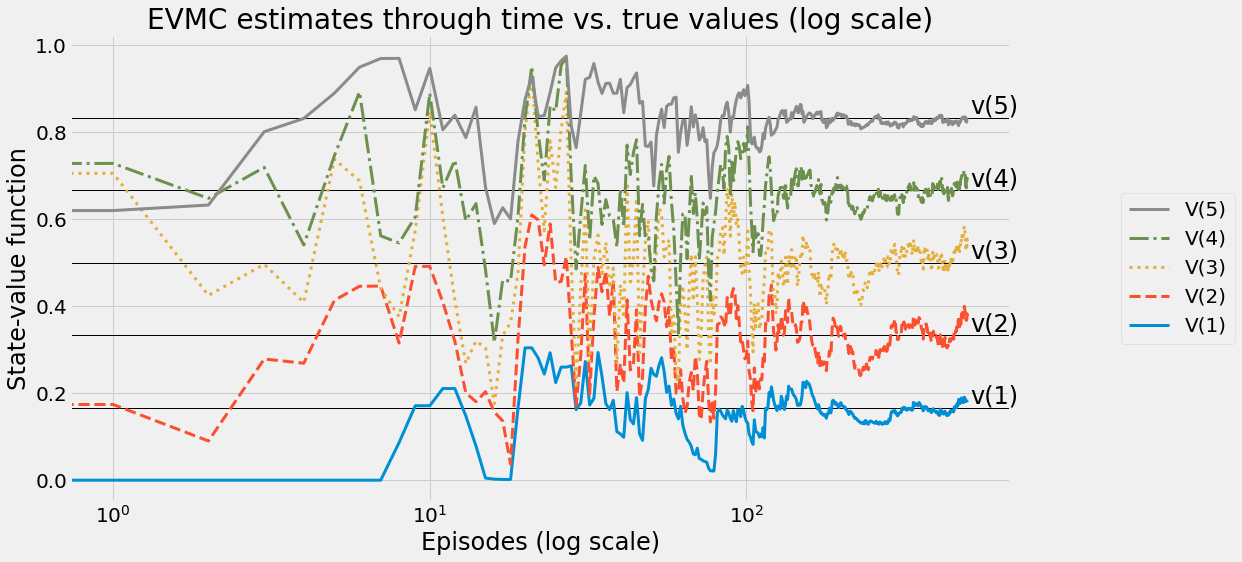 EVMC estimates through time vs. true values (log scale)
State-value function
1.0
0.8
0.6
0.4
0.2
0.0
v(5)
v(4)
v(3)
v(2)
v(1)
V(5)
V(4)
V(3)
V(2)
V(1)
10⁰
10¹
10²
Episodes (log scale)